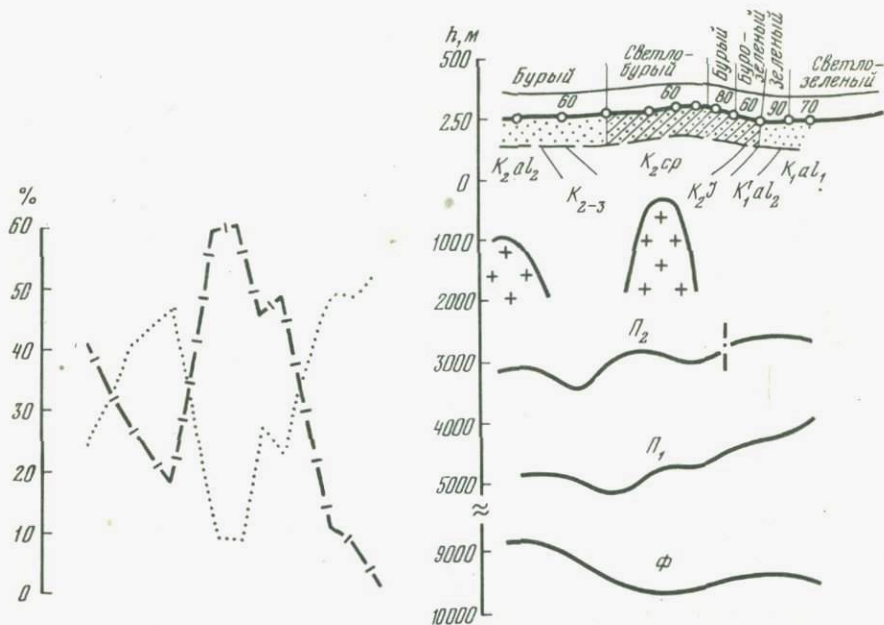 %
60
50
40
30
20
10
0
h, м
500
250
0
1000
2000
3000
4000
5000
≈
9000
10000
Бурый
Светло-
бурый
Бурый
Буро-
зеленый
Зеленый
Светло-
зеленый
60
60
80
60
90
70
K₂al₂
K₂₋₃
K₂cp
K₂J
K₁¹al₂
K₁al₁
П₂
П₁
Ф